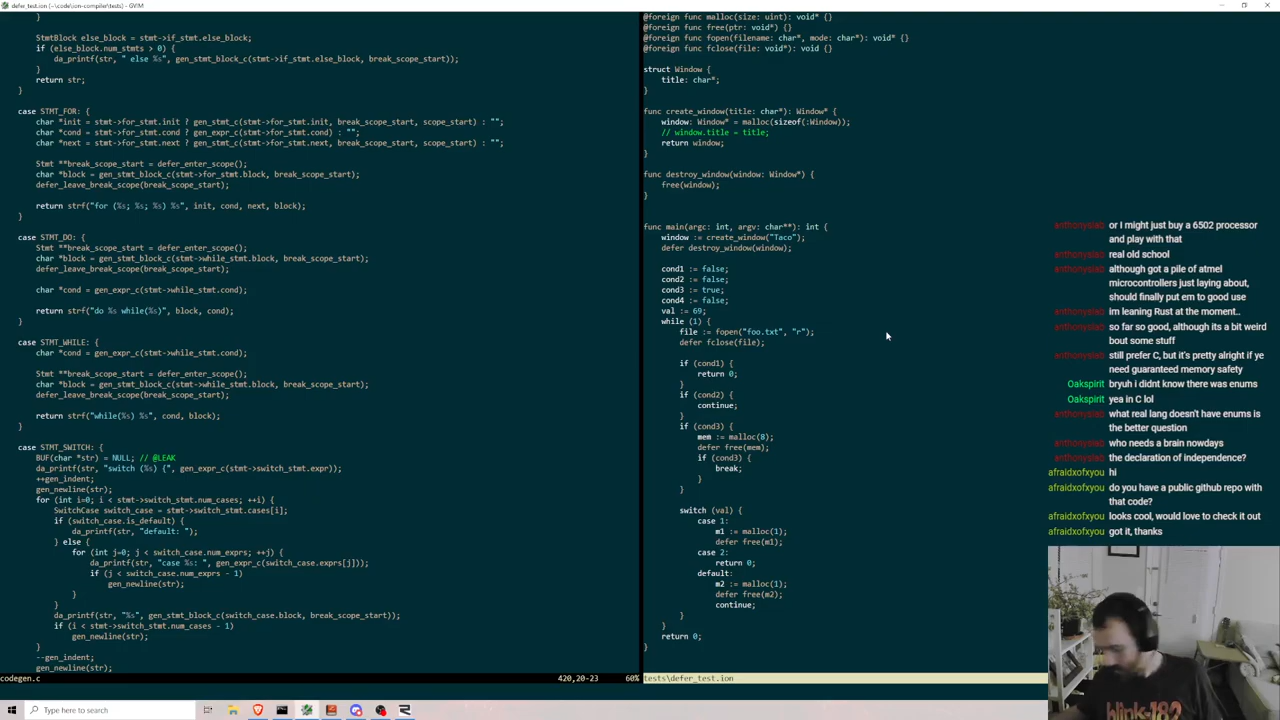 defer_test.ion [~\code\ion-compiler\tests] - GVIM
StmtBlock else_block = stmt->if_stmt.else_block;
if (else_block.num_stmts > 0) {
da_printf(str, " else %s", gen_stmt_block_c(stmt->if_stmt.else_block, break_scope_start));
}
return str;
}
case STMT_FOR: {
char *init = stmt->for_stmt.init ? gen_stmt_c(stmt->for_stmt.init, break_scope_start, scope_start) : "";
char *cond = stmt->for_stmt.cond ? gen_expr_c(stmt->for_stmt.cond) : "";
char *next = stmt->for_stmt.next ? gen_stmt_c(stmt->for_stmt.next, break_scope_start, scope_start) : "";
Stmt **break_scope_start = defer_enter_scope();
char *block = gen_stmt_block_c(stmt->for_stmt.block, break_scope_start);
defer_leave_break_scope(break_scope_start);
return strf("for (%s; %s; %s) %s", init, cond, next, block);
}
case STMT_DO: {
Stmt **break_scope_start = defer_enter_scope();
char *block = gen_stmt_block_c(stmt->while_stmt.block, break_scope_start);
defer_leave_break_scope(break_scope_start);
char *cond = gen_expr_c(stmt->while_stmt.cond);
return strf("do %s while(%s)", block, cond);
}
case STMT_WHILE: {
char *cond = gen_expr_c(stmt->while_stmt.cond);
Stmt **break_scope_start = defer_enter_scope();
char *block = gen_stmt_block_c(stmt->while_stmt.block, break_scope_start);
defer_leave_break_scope(break_scope_start);
return strf("while(%s) %s", cond, block);
}
case STMT_SWITCH: {
BUF(char *str) = NULL; // @LEAK
da_printf(str, "switch (%s) {", gen_expr_c(stmt->switch_stmt.expr));
++gen_indent;
gen_newline(str);
for (int i=0; i < stmt->switch_stmt.num_cases; ++i) {
SwitchCase switch_case = stmt->switch_stmt.cases[i];
if (switch_case.is_default) {
da_printf(str, "default: ");
} else {
for (int j=0; j < switch_case.num_exprs; ++j) {
da_printf(str, "case %s: ", gen_expr_c(switch_case.exprs[j]));
if (j < switch_case.num_exprs - 1)
gen_newline(str);
}
}
da_printf(str, "%s", gen_stmt_block_c(switch_case.block, break_scope_start));
if (i < stmt->switch_stmt.num_cases - 1)
gen_newline(str);
}
--gen_indent;
gen_newline(str);
codegen.c 420,20-23 60%
@foreign func malloc(size: uint): void* {}
@foreign func free(ptr: void*) {}
@foreign func fopen(filename: char*, mode: char*): void* {}
@foreign func fclose(file: void*): void {}
struct Window {
title: char*;
}
func create_window(title: char*): Window* {
window: Window* = malloc(sizeof(:Window));
// window.title = title;
return window;
}
func destroy_window(window: Window*) {
free(window);
}
func main(argc: int, argv: char**): int {
window := create_window("Taco");
defer destroy_window(window);
cond1 := false;
cond2 := false;
cond3 := true;
cond4 := false;
val := 69;
while (1) {
file := fopen("foo.txt", "r");
defer fclose(file);
if (cond1) {
return 0;
}
if (cond2) {
continue;
}
if (cond3) {
mem := malloc(8);
defer free(mem);
if (cond3) {
break;
}
}
switch (val) {
case 1:
m1 := malloc(1);
defer free(m1);
case 2:
return 0;
default:
m2 := malloc(1);
defer free(m2);
continue;
}
}
return 0;
}
tests\defer_test.ion
anthonyslab or I might just buy a 6502 processor
and play with that
anthonyslab real old school
anthonyslab although got a pile of atmel
microcontrollers just laying about,
should finally put em to good use
anthonyslab im leaning Rust at the moment..
anthonyslab so far so good, although its a bit weird
bout some stuff
anthonyslab still prefer C, but it's pretty alright if ye
need guaranteed memory safety
Oakspirit bryuh i didnt know there was enums
Oakspirit yea in C lol
anthonyslab what real lang doesn't have enums is
the better question
anthonyslab who needs a brain nowdays
anthonyslab the declaration of independence?
afraidxofxyou hi
afraidxofxyou do you have a public github repo with
that code?
afraidxofxyou looks cool, would love to check it out
afraidxofxyou got it, thanks
blink-182
Type here to search